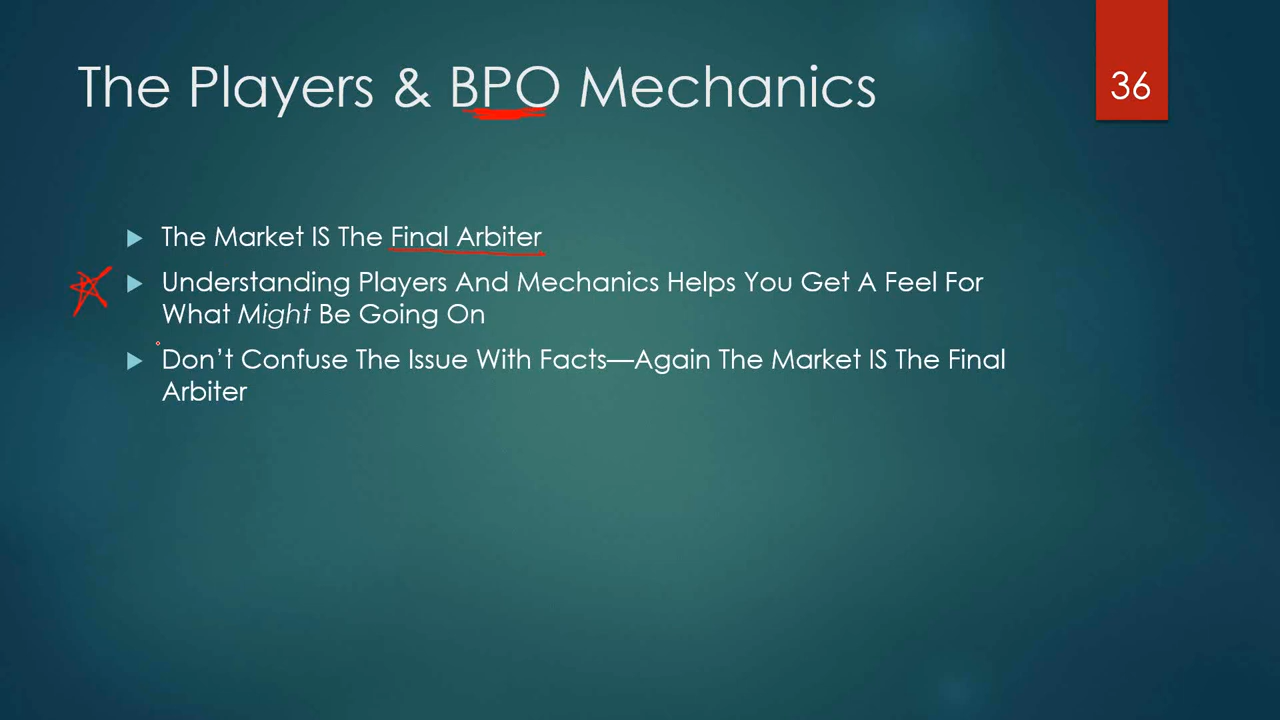 The Players & BPO Mechanics
36
The Market IS The Final Arbiter
Understanding Players And Mechanics Helps You Get A Feel For
What Might Be Going On
Don’t Confuse The Issue With Facts—Again The Market IS The Final
Arbiter